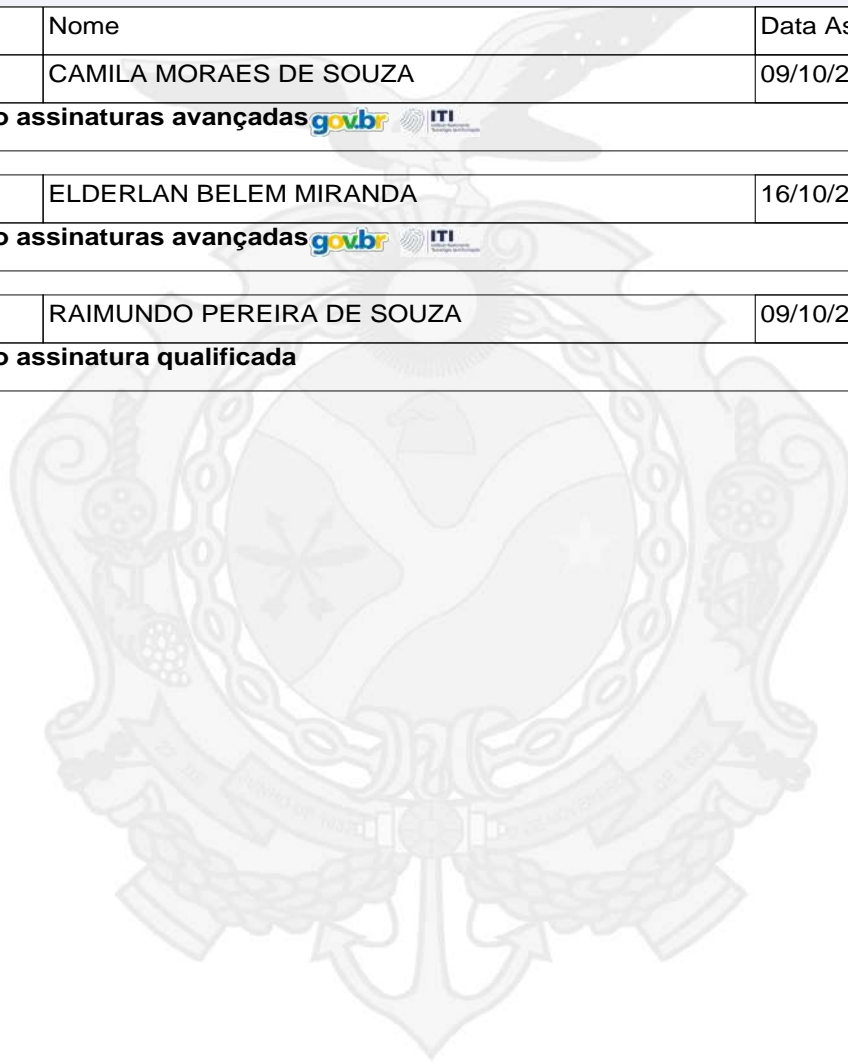 Nome Data As
CAMILA MORAES DE SOUZA 09/10/2
o assinaturas avançadas gov.br ITI
ELDERLAN BELEM MIRANDA 16/10/2
o assinaturas avançadas gov.br ITI
RAIMUNDO PEREIRA DE SOUZA 09/10/2
o assinatura qualificada